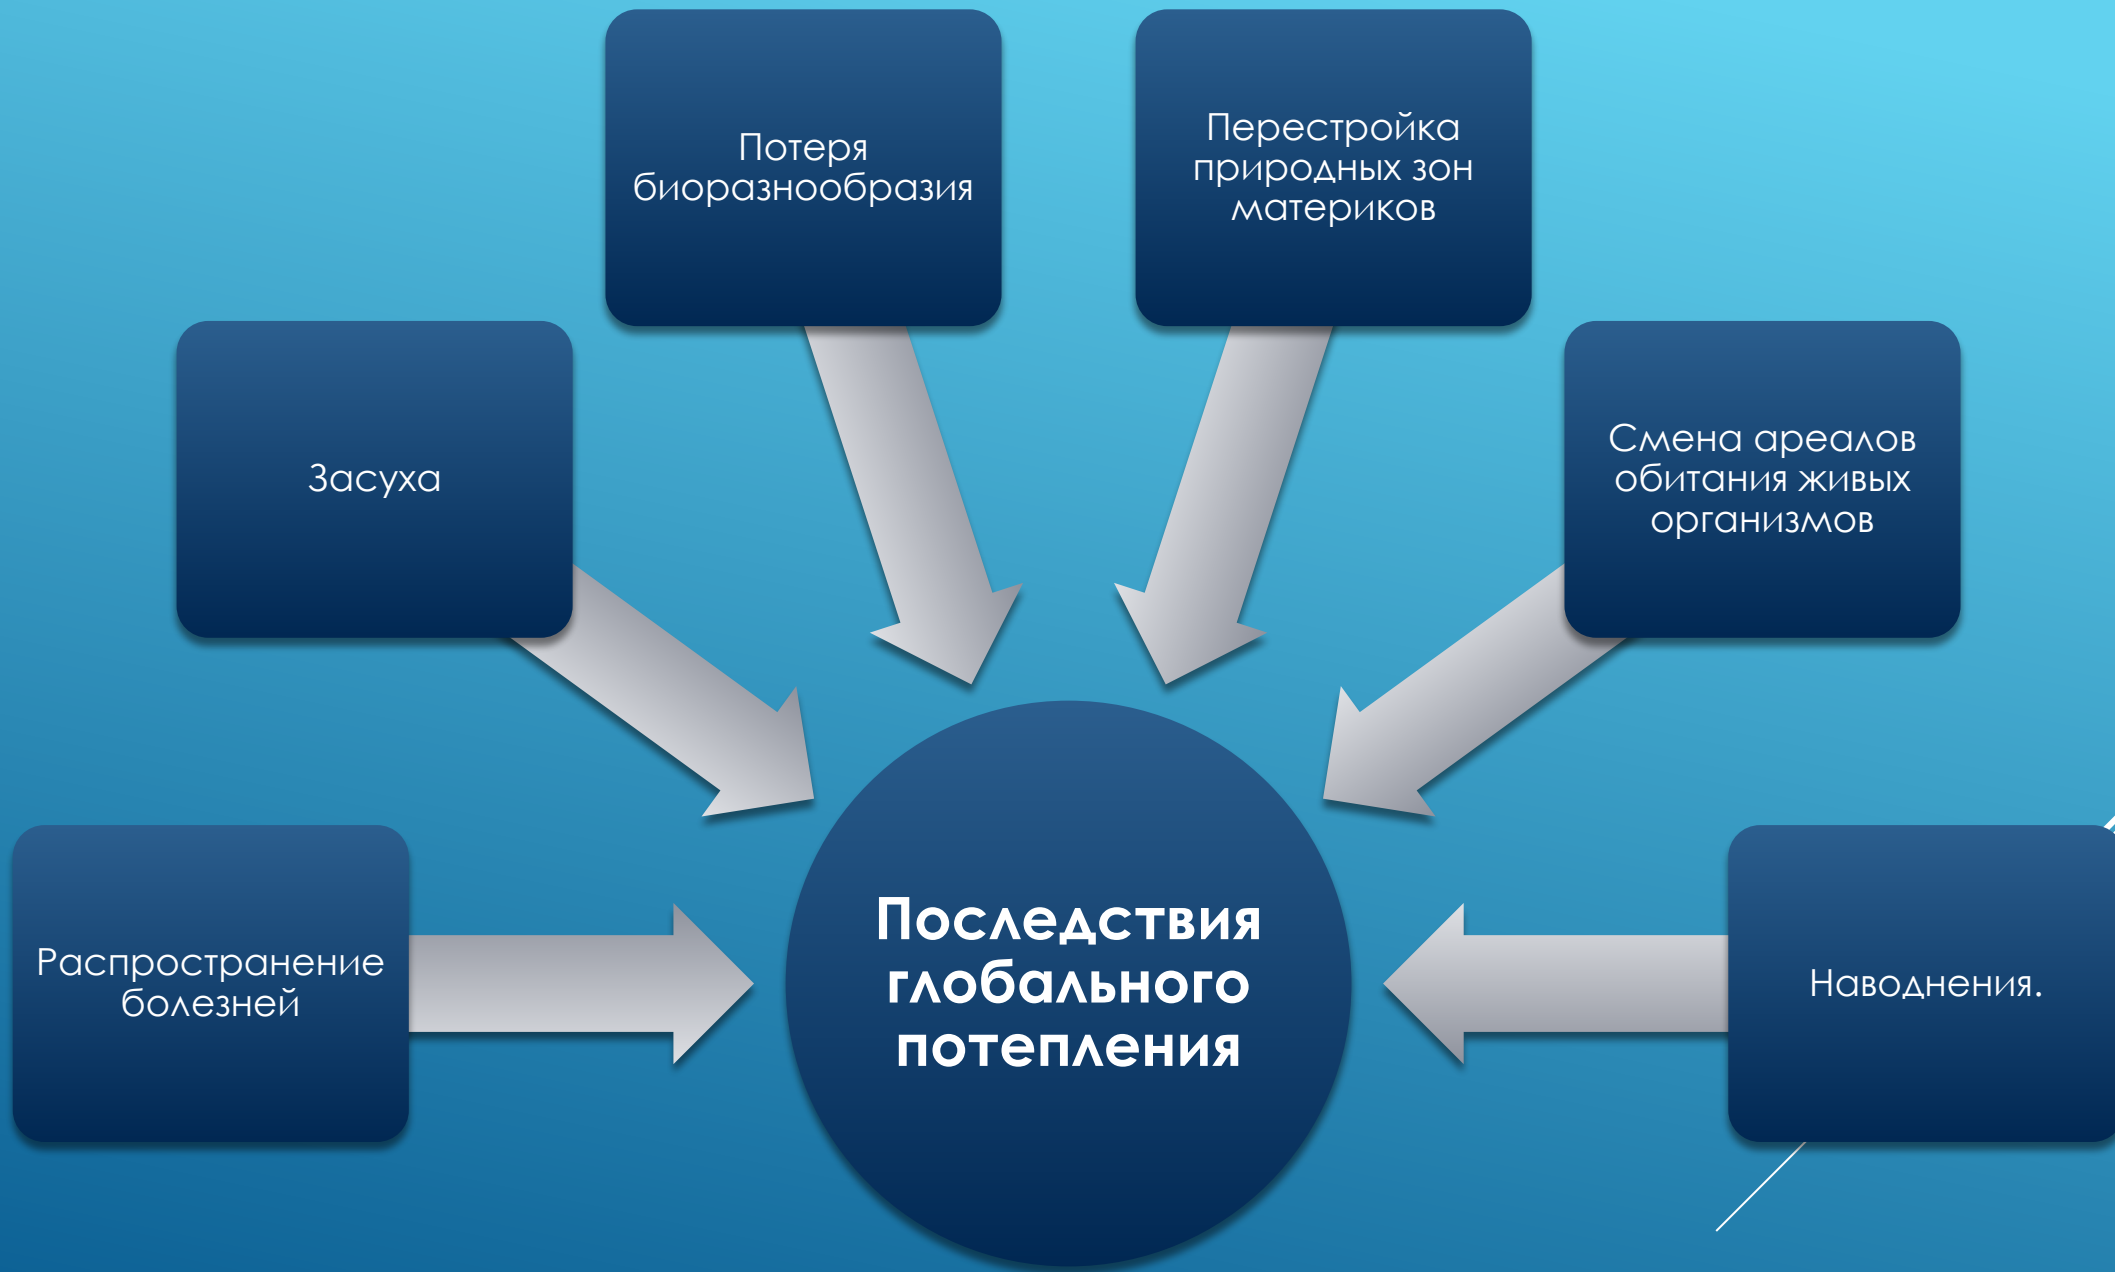 Потеря
биоразнообразия
Перестройка
природных зон
материков
Засуха
Смена ареалов
обитания живых
организмов
Распространение
болезней
Последствия
глобального
потепления
Наводнения.